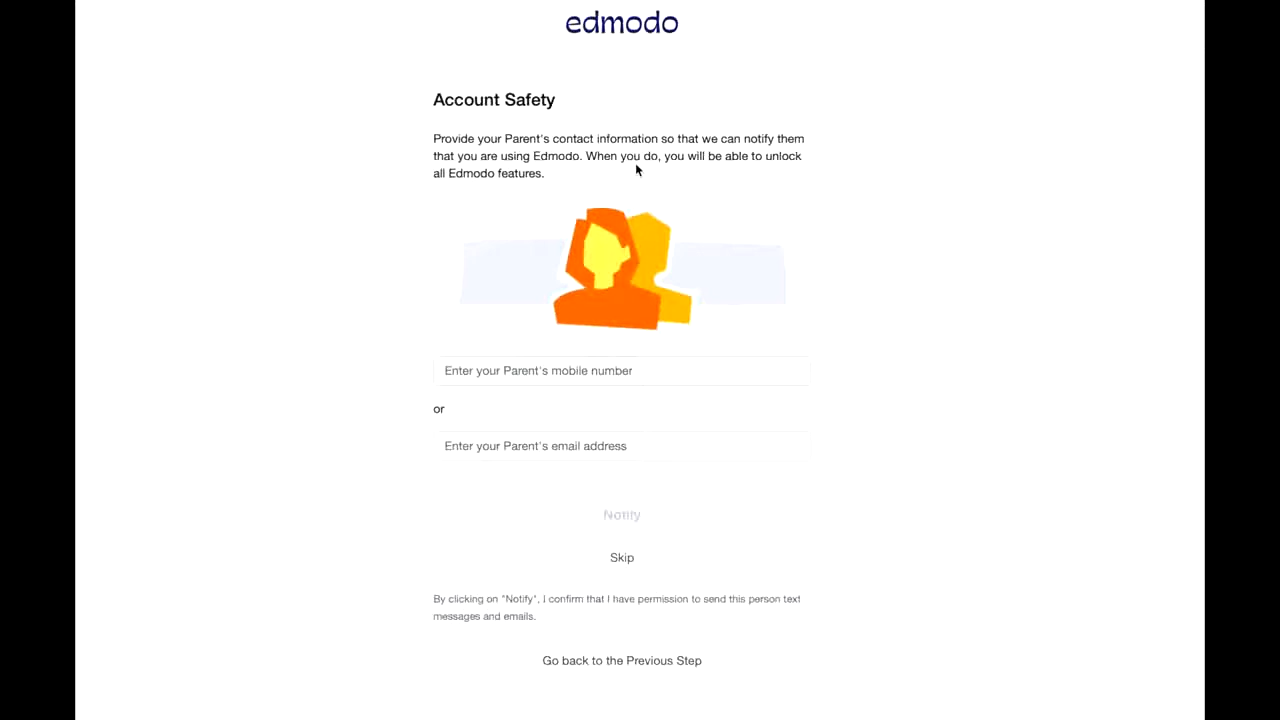 edmodo
Account Safety
Provide your Parent's contact information so that we can notify them
that you are using Edmodo. When you do, you will be able to unlock
all Edmodo features.
Enter your Parent's mobile number
or
Enter your Parent's email address
Notify
Skip
By clicking on "Notify", I confirm that I have permission to send this person text
messages and emails.
Go back to the Previous Step